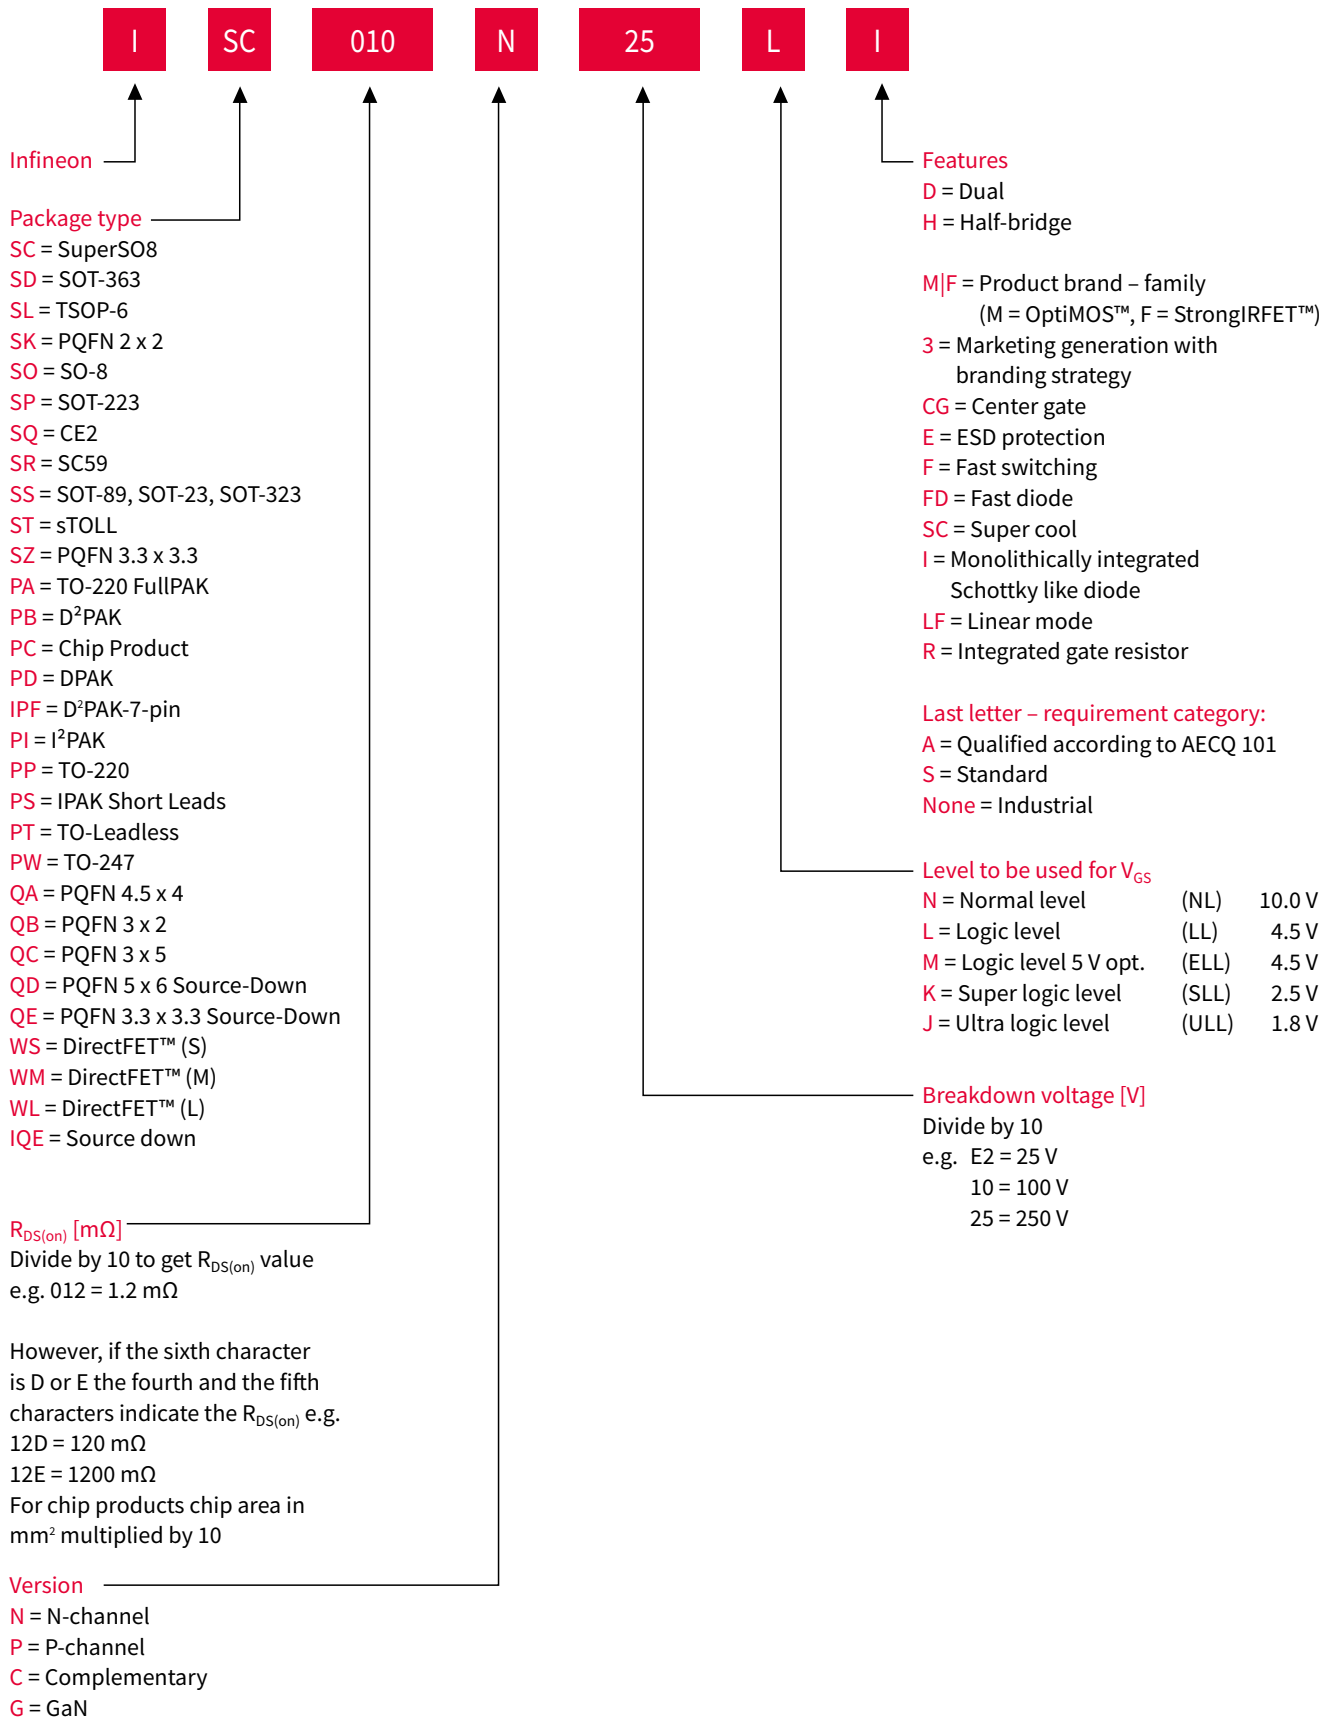 I SC 010 N 25 L I
Infineon
Package type
SC = SuperSO8
SD = SOT-363
SL = TSOP-6
SK = PQFN 2 x 2
SO = SO-8
SP = SOT-223
SQ = CE2
SR = SC59
SS = SOT-89, SOT-23, SOT-323
ST = sTOLL
SZ = PQFN 3.3 x 3.3
PA = TO-220 FullPAK
PB = D²PAK
PC = Chip Product
PD = DPAK
IPF = D²PAK-7-pin
PI = I²PAK
PP = TO-220
PS = IPAK Short Leads
PT = TO-Leadless
PW = TO-247
QA = PQFN 4.5 x 4
QB = PQFN 3 x 2
QC = PQFN 3 x 5
QD = PQFN 5 x 6 Source-Down
QE = PQFN 3.3 x 3.3 Source-Down
WS = DirectFET™ (S)
WM = DirectFET™ (M)
WL = DirectFET™ (L)
IQE = Source down
RDS(on) [mΩ]
Divide by 10 to get RDS(on) value
e.g. 012 = 1.2 mΩ
However, if the sixth character
is D or E the fourth and the fifth
characters indicate the RDS(on) e.g.
12D = 120 mΩ
12E = 1200 mΩ
For chip products chip area in
mm² multiplied by 10
Version
N = N-channel
P = P-channel
C = Complementary
G = GaN
Features
D = Dual
H = Half-bridge
M|F = Product brand – family
(M = OptiMOS™, F = StrongIRFET™)
3 = Marketing generation with
branding strategy
CG = Center gate
E = ESD protection
F = Fast switching
FD = Fast diode
SC = Super cool
I = Monolithically integrated
Schottky like diode
LF = Linear mode
R = Integrated gate resistor
Last letter – requirement category:
A = Qualified according to AECQ 101
S = Standard
None = Industrial
Level to be used for VGS
N = Normal level (NL) 10.0 V
L = Logic level (LL) 4.5 V
M = Logic level 5 V opt. (ELL) 4.5 V
K = Super logic level (SLL) 2.5 V
J = Ultra logic level (ULL) 1.8 V
Breakdown voltage [V]
Divide by 10
e.g. E2 = 25 V
10 = 100 V
25 = 250 V